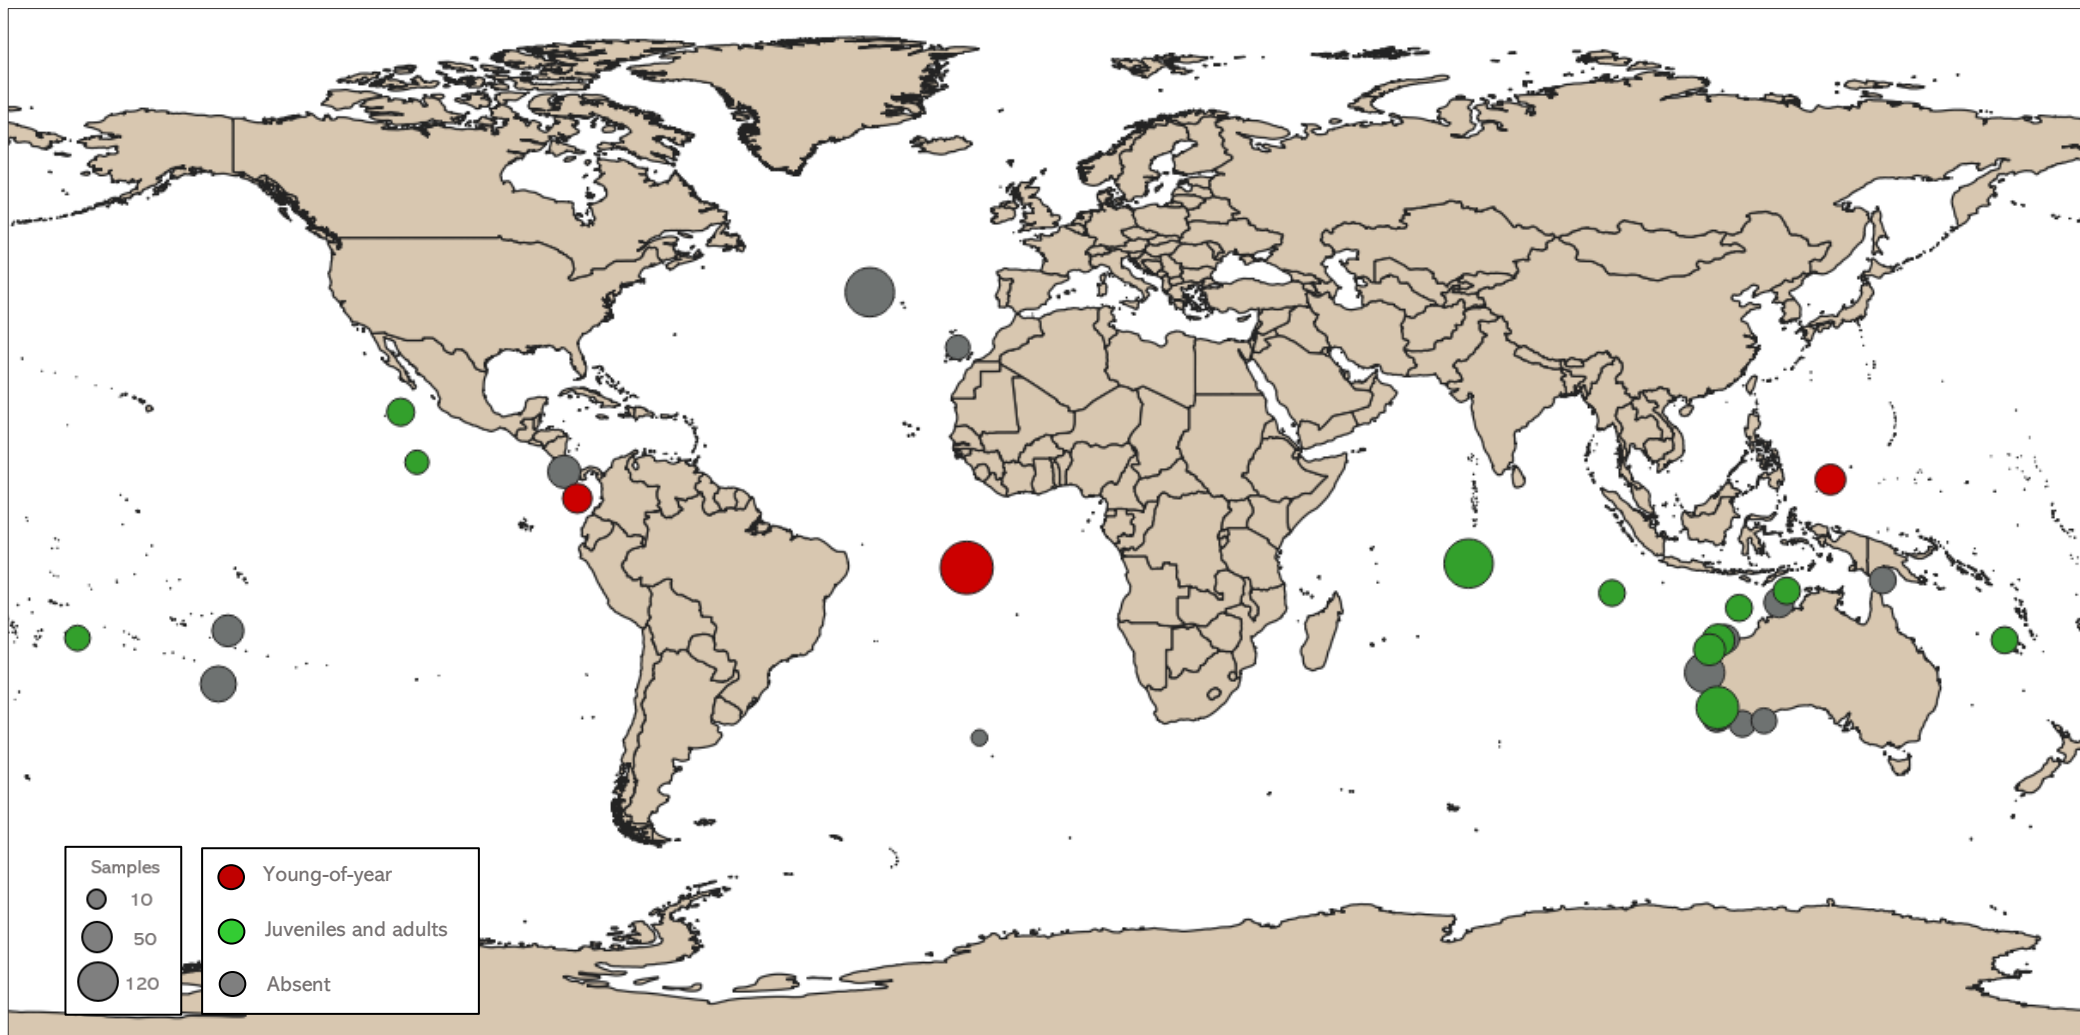 Samples
10
50
120
Young-of-year
Juveniles and adults
Absent